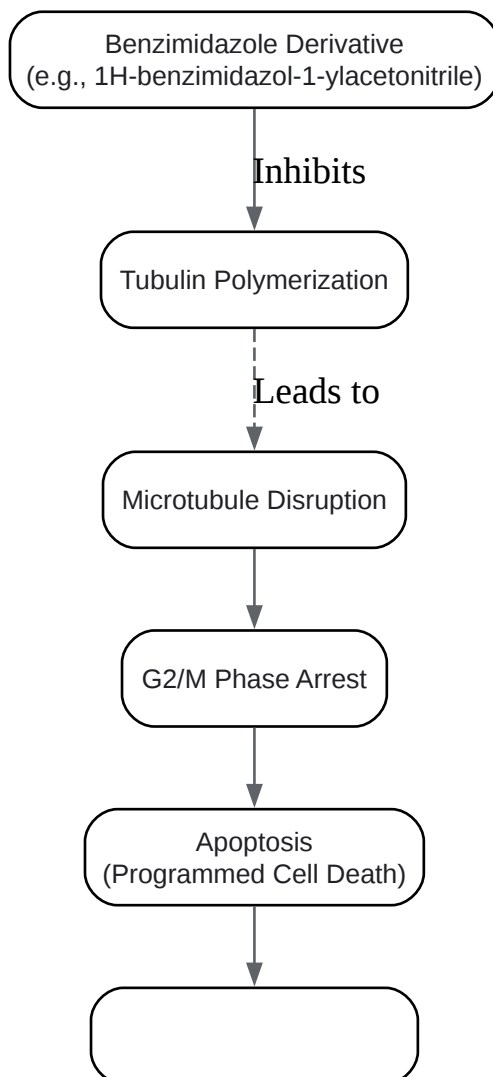 Benzimidazole Derivative
(e.g., 1H-benzimidazol-1-ylacetonitrile)
Inhibits
Tubulin Polymerization
Leads to
Microtubule Disruption
G2/M Phase Arrest
Apoptosis
(Programmed Cell Death)